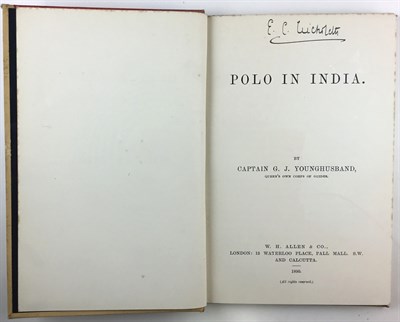 POLO IN INDIA.
BY
CAPTAIN G. J. YOUNGHUSBAND,
QUEEN'S OWN CORPS OF GUIDES.
W. H. ALLEN & CO.,
LONDON: 13 WATERLOO PLACE, PALL MALL. S.W.
AND CALCUTTA.
1890.
(All rights reserved.)